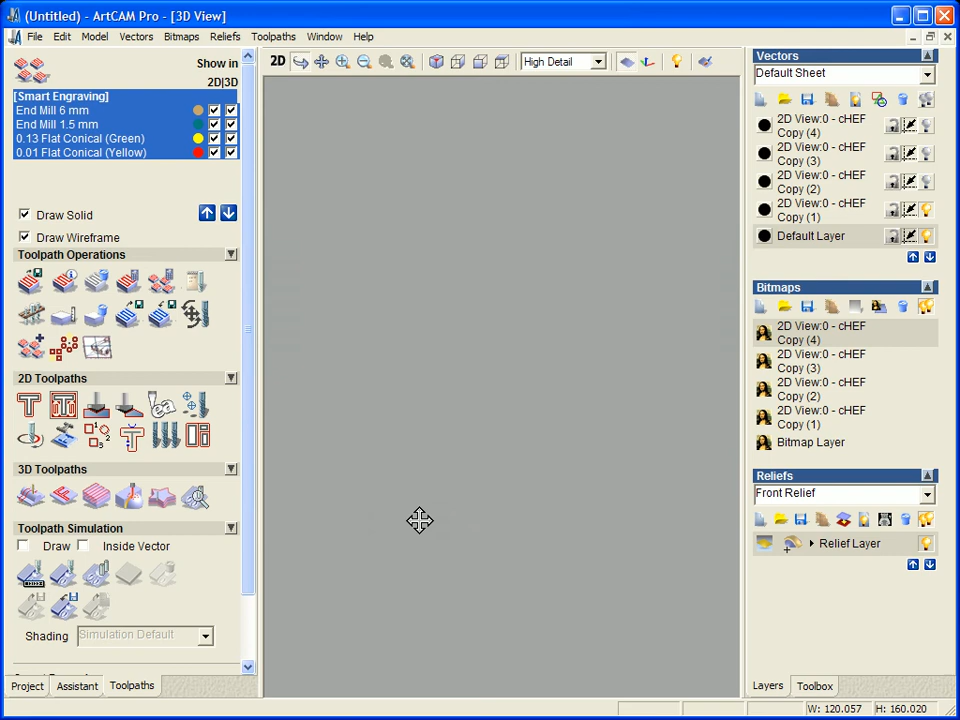 (Untitled) - ArtCAM Pro - [3D View]
File Edit Model Vectors Bitmaps Reliefs Toolpaths Window Help
Show in
2D|3D
[Smart Engraving]
End Mill 6 mm
End Mill 1.5 mm
0.13 Flat Conical (Green)
0.01 Flat Conical (Yellow)
Draw Solid
Draw Wireframe
Toolpath Operations
2D Toolpaths
3D Toolpaths
Toolpath Simulation
Draw Inside Vector
Shading Simulation Default
Project Assistant Toolpaths
2D High Detail
Vectors
Default Sheet
2D View:0 - cHEF
Copy (4)
2D View:0 - cHEF
Copy (3)
2D View:0 - cHEF
Copy (2)
2D View:0 - cHEF
Copy (1)
Default Layer
Bitmaps
2D View:0 - cHEF
Copy (4)
2D View:0 - cHEF
Copy (3)
2D View:0 - cHEF
Copy (2)
2D View:0 - cHEF
Copy (1)
Bitmap Layer
Reliefs
Front Relief
Relief Layer
Layers Toolbox
W: 120.057 H: 160.020